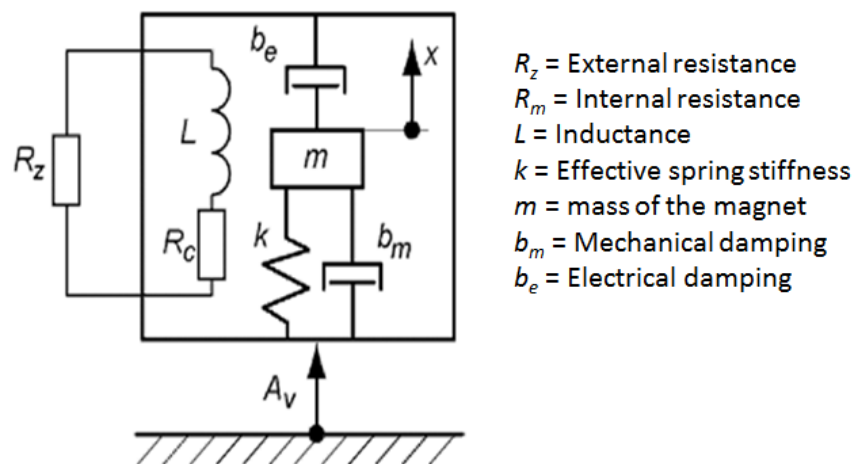 b_e
x
L
m
R_z
R_c
k
b_m
A_v
R_z = External resistance
R_m = Internal resistance
L = Inductance
k = Effective spring stiffness
m = mass of the magnet
b_m = Mechanical damping
b_e = Electrical damping